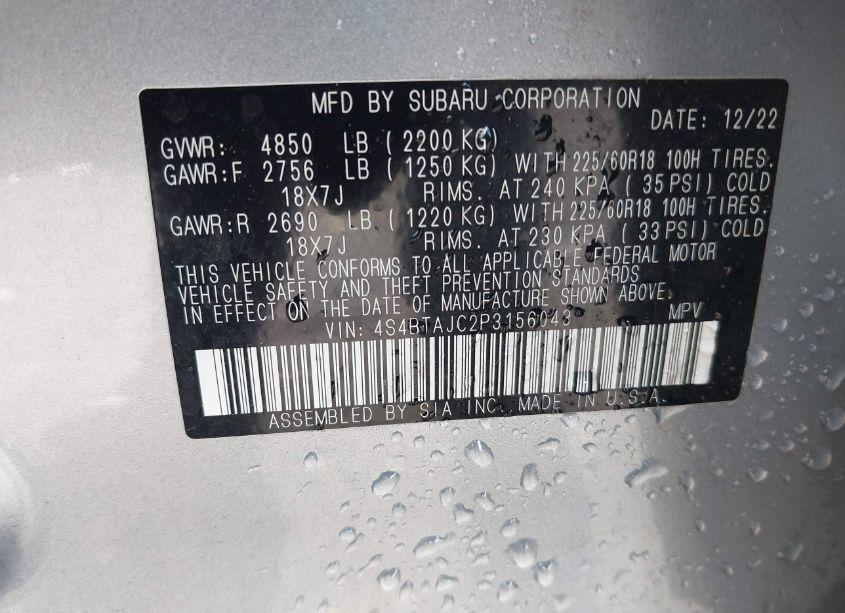 MFD BY SUBARU CORPORATION
DATE: 12/22
GVWR: 4850 LB (2200 KG)
GAWR:F 2756 LB (1250 KG) WITH 225/60R18 100H TIRES.
18X7J RIMS. AT 240 KPA (35 PSI) COLD
GAWR:R 2690 LB (1220 KG) WITH 225/60R18 100H TIRES.
18X7J RIMS. AT 230 KPA (33 PSI) COLD
THIS VEHICLE CONFORMS TO ALL APPLICABLE FEDERAL MOTOR
VEHICLE SAFETY AND THEFT PREVENTION STANDARDS
IN EFFECT ON THE DATE OF MANUFACTURE SHOWN ABOVE.
VIN: 4S4BTAJC2P3156043 MPV
ASSEMBLED BY SIA INC. MADE IN U.S.A.